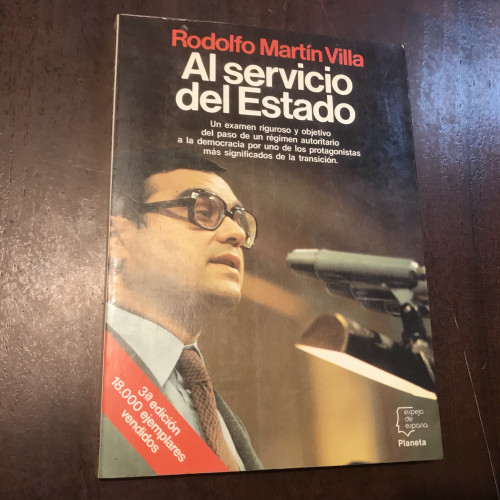 Rodolfo Martín Villa
Al servicio
del Estado
Un examen riguroso y objetivo
del paso de un régimen autoritario
a la democracia por uno de los protagonistas
más significados de la transición.
3ª edición
18.000 ejemplares
vendidos
espejo
de
españa
Planeta